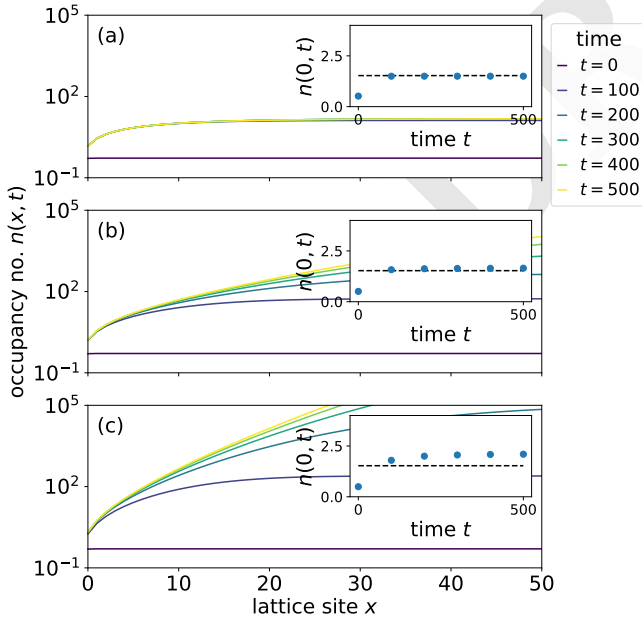 occupancy no. n(x, t)
10^5
10^2
10^-1
(a)
n(0, t)
2.5
0.0
0
500
time t
10^5
10^2
10^-1
(b)
n(0, t)
2.5
0.0
0
500
time t
10^5
10^2
10^-1
(c)
n(0, t)
2.5
0.0
0
500
time t
0
10
20
30
40
50
lattice site x
time
t = 0
t = 100
t = 200
t = 300
t = 400
t = 500